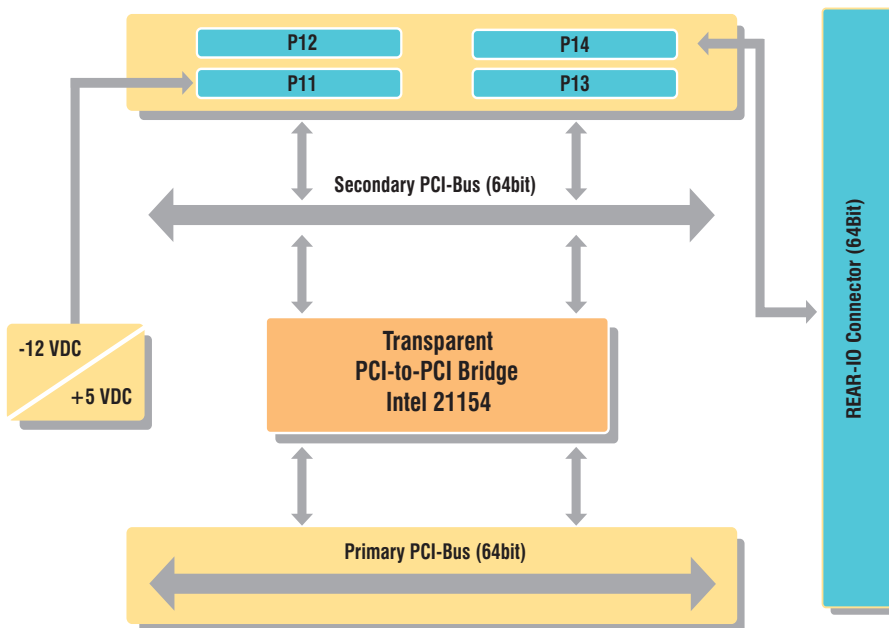 P12
P14
P11
P13
Secondary PCI-Bus (64bit)
REAR-IO Connector (64Bit)
-12 VDC
+5 VDC
Transparent
PCI-to-PCI Bridge
Intel 21154
Primary PCI-Bus (64bit)